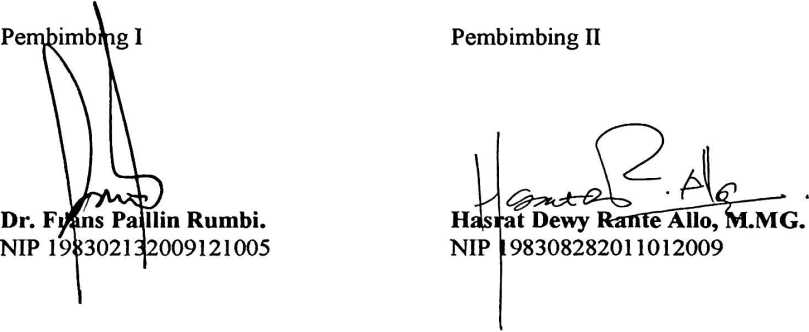 Pembimbing I
Pembimbing II
Dr. Frans Paillin Rumbi.
NIP 198302132009121005
Hasrat Dewy Rante Allo, M.MG.
NIP 198308282011012009